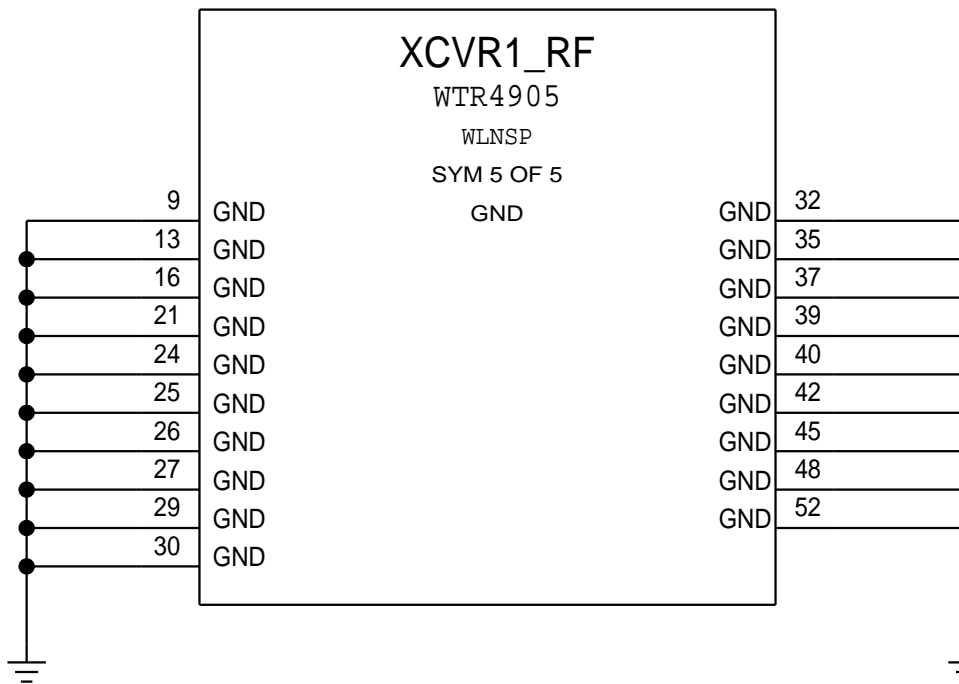 XCVR1_RF
WTR4905
WLNSP
SYM 5 OF 5
GND
9 GND
13 GND
16 GND
21 GND
24 GND
25 GND
26 GND
27 GND
29 GND
30 GND
GND 32
GND 35
GND 37
GND 39
GND 40
GND 42
GND 45
GND 48
GND 52